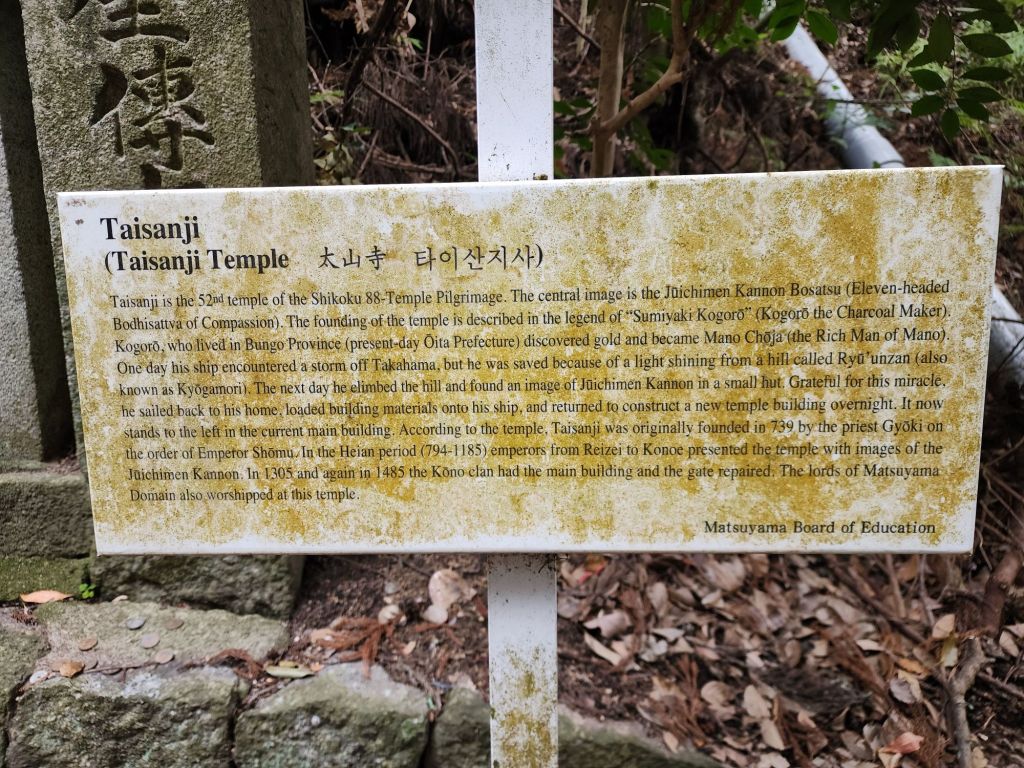 傳
Taisanji
(Taisanji Temple 太山寺 타이산지사)
Taisanji is the 52nd temple of the Shikoku 88-Temple Pilgrimage. The central image is the Jūichimen Kannon Bosatsu (Eleven-headed
Bodhisattva of Compassion). The founding of the temple is described in the legend of “Sumiyaki Kogorō” (Kogorō the Charcoal Maker).
Kogorō, who lived in Bungo Province (present-day Ōita Prefecture) discovered gold and became Mano Chōja (the Rich Man of Mano).
One day his ship encountered a storm off Takahama, but he was saved because of a light shining from a hill called Ryū’unzan (also
known as Kyōgamori). The next day he climbed the hill and found an image of Jūichimen Kannon in a small hut. Grateful for this miracle,
he sailed back to his home, loaded building materials onto his ship, and returned to construct a new temple building overnight. It now
stands to the left in the current main building. According to the temple, Taisanji was originally founded in 739 by the priest Gyōki on
the order of Emperor Shōmu. In the Heian period (794-1185) emperors from Reizei to Konoe presented the temple with images of the
Jūichimen Kannon. In 1305 and again in 1485 the Kōno clan had the main building and the gate repaired. The lords of Matsuyama
Domain also worshipped at this temple.
Matsuyama Board of Education